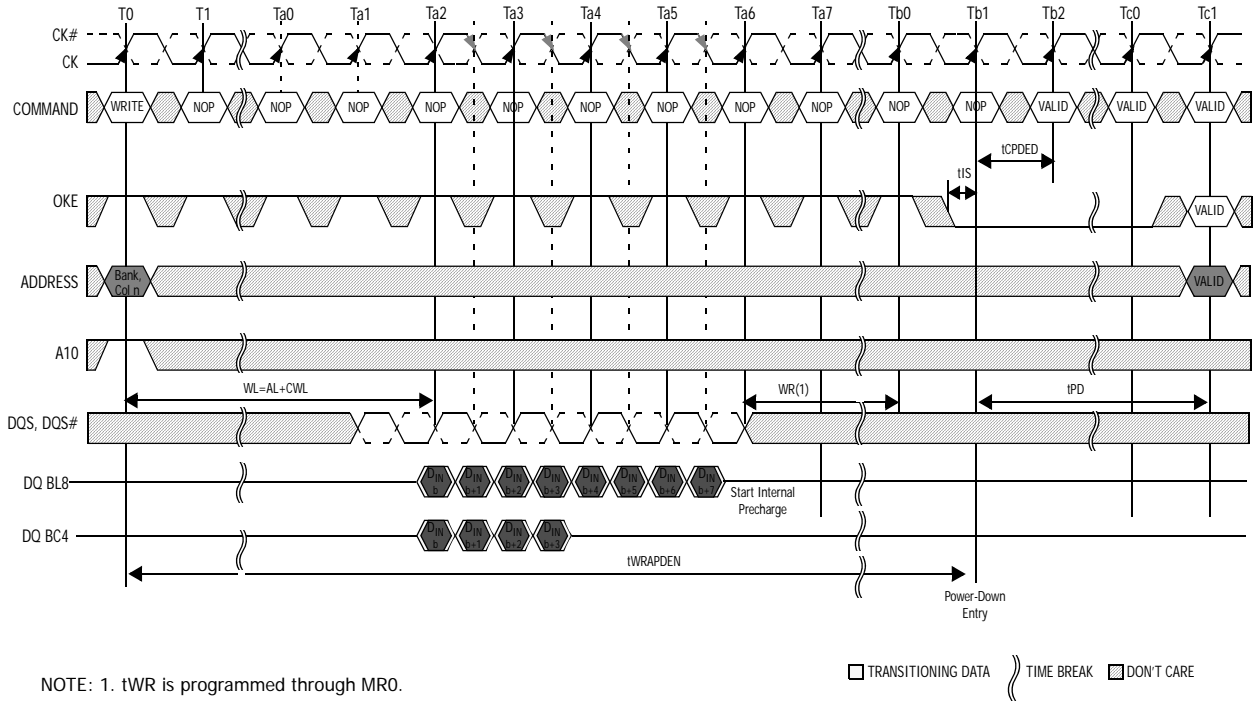 T0 T1 Ta0 Ta1 Ta2 Ta3 Ta4 Ta5 Ta6 Ta7 Tb0 Tb1 Tb2 Tc0 Tc1
CK#
CK
COMMAND WRITE NOP NOP NOP NOP NOP NOP NOP NOP NOP NOP NOP VALID VALID VALID
tCPDED
tIS
OKE VALID
ADDRESS Bank, Col n VALID
A10
WL=AL+CWL WR(1) tPD
DQS, DQS#
DQ BL8 DIN b DIN b+1 DIN b+2 DIN b+3 DIN b+4 DIN b+5 DIN b+6 DIN b+7
Start Internal
Precharge
DQ BC4 DIN b DIN b+1 DIN b+2 DIN b+3
tWRAPDEN
Power-Down
Entry
TRANSITIONING DATA TIME BREAK DON'T CARE
NOTE: 1. tWR is programmed through MR0.